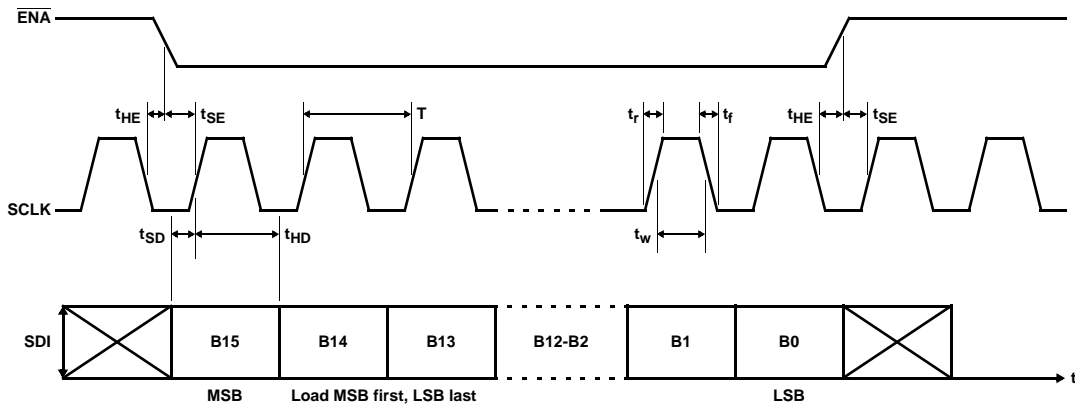 ENA
tHE tSE T tr tf tHE tSE
SCLK
tSD tHD tw
SDI B15 B14 B13 B12-B2 B1 B0 t
MSB Load MSB first, LSB last LSB